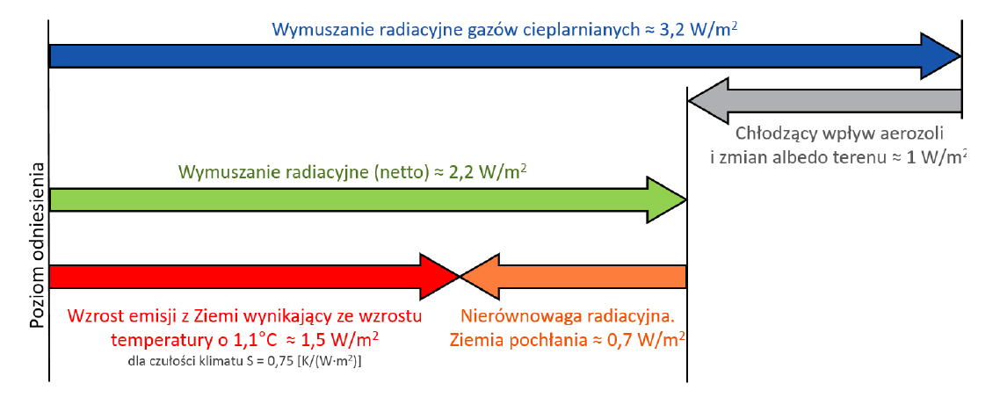 Wymuszanie radiacyjne gazów cieplarnianych ≈ 3,2 W/m²
Chłodzący wpływ aerozoli
i zmian albedo terenu ≈ 1 W/m²
Wymuszanie radiacyjne (netto) ≈ 2,2 W/m²
Poziom odniesienia
Wzrost emisji z Ziemi wynikający ze wzrostu
temperatury o 1,1°C ≈ 1,5 W/m²
dla czułości klimatu S = 0,75 [K/(W·m²)]
Nierównowaga radiacyjna.
Ziemia pochłania ≈ 0,7 W/m²